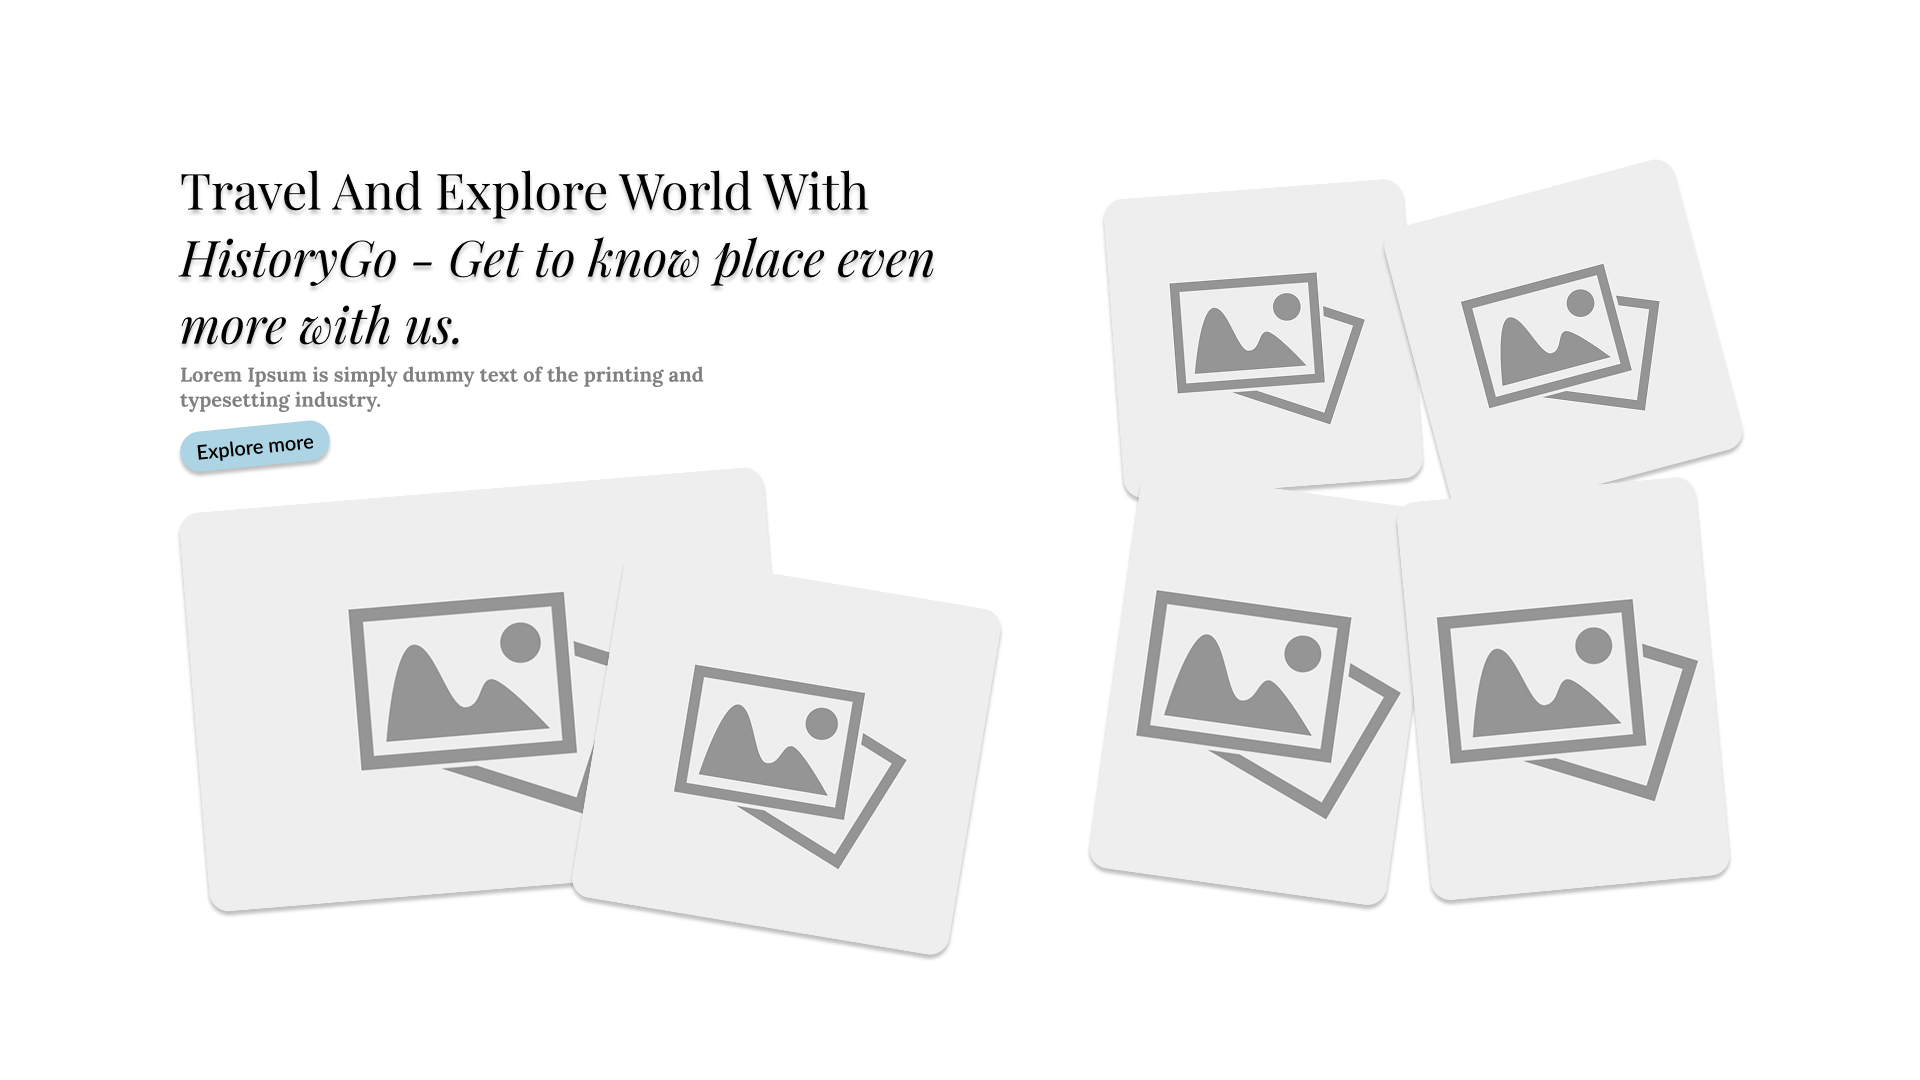 Travel And Explore World With
HistoryGo - Get to know place even
more with us.
Lorem Ipsum is simply dummy text of the printing and
typesetting industry.
Explore more